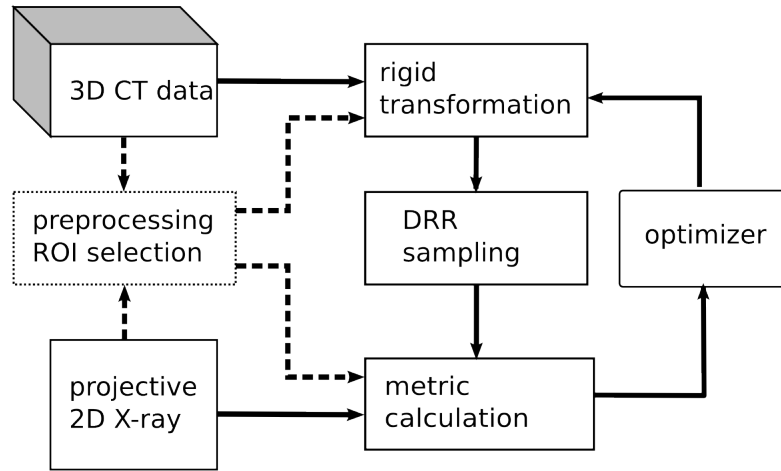 3D CT data
rigid
transformation
preprocessing
ROI selection
DRR
sampling
optimizer
projective
2D X-ray
metric
calculation